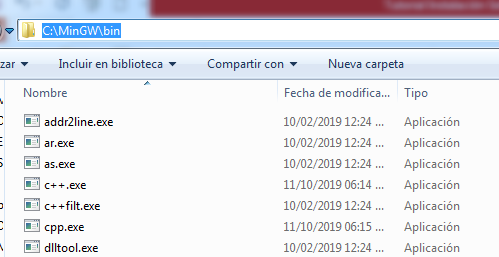 Tutorial Instalación
C:\MinGW\bin
zar Incluir en biblioteca Compartir con Nueva carpeta
Nombre Fecha de modifica... Tipo
addr2line.exe 10/02/2019 12:24 ... Aplicación
ar.exe 10/02/2019 12:24 ... Aplicación
as.exe 10/02/2019 12:24 ... Aplicación
c++.exe 11/10/2019 06:14 ... Aplicación
c++filt.exe 10/02/2019 12:24 ... Aplicación
cpp.exe 11/10/2019 06:15 ... Aplicación
dlltool.exe 10/02/2019 12:24 ... Aplicación